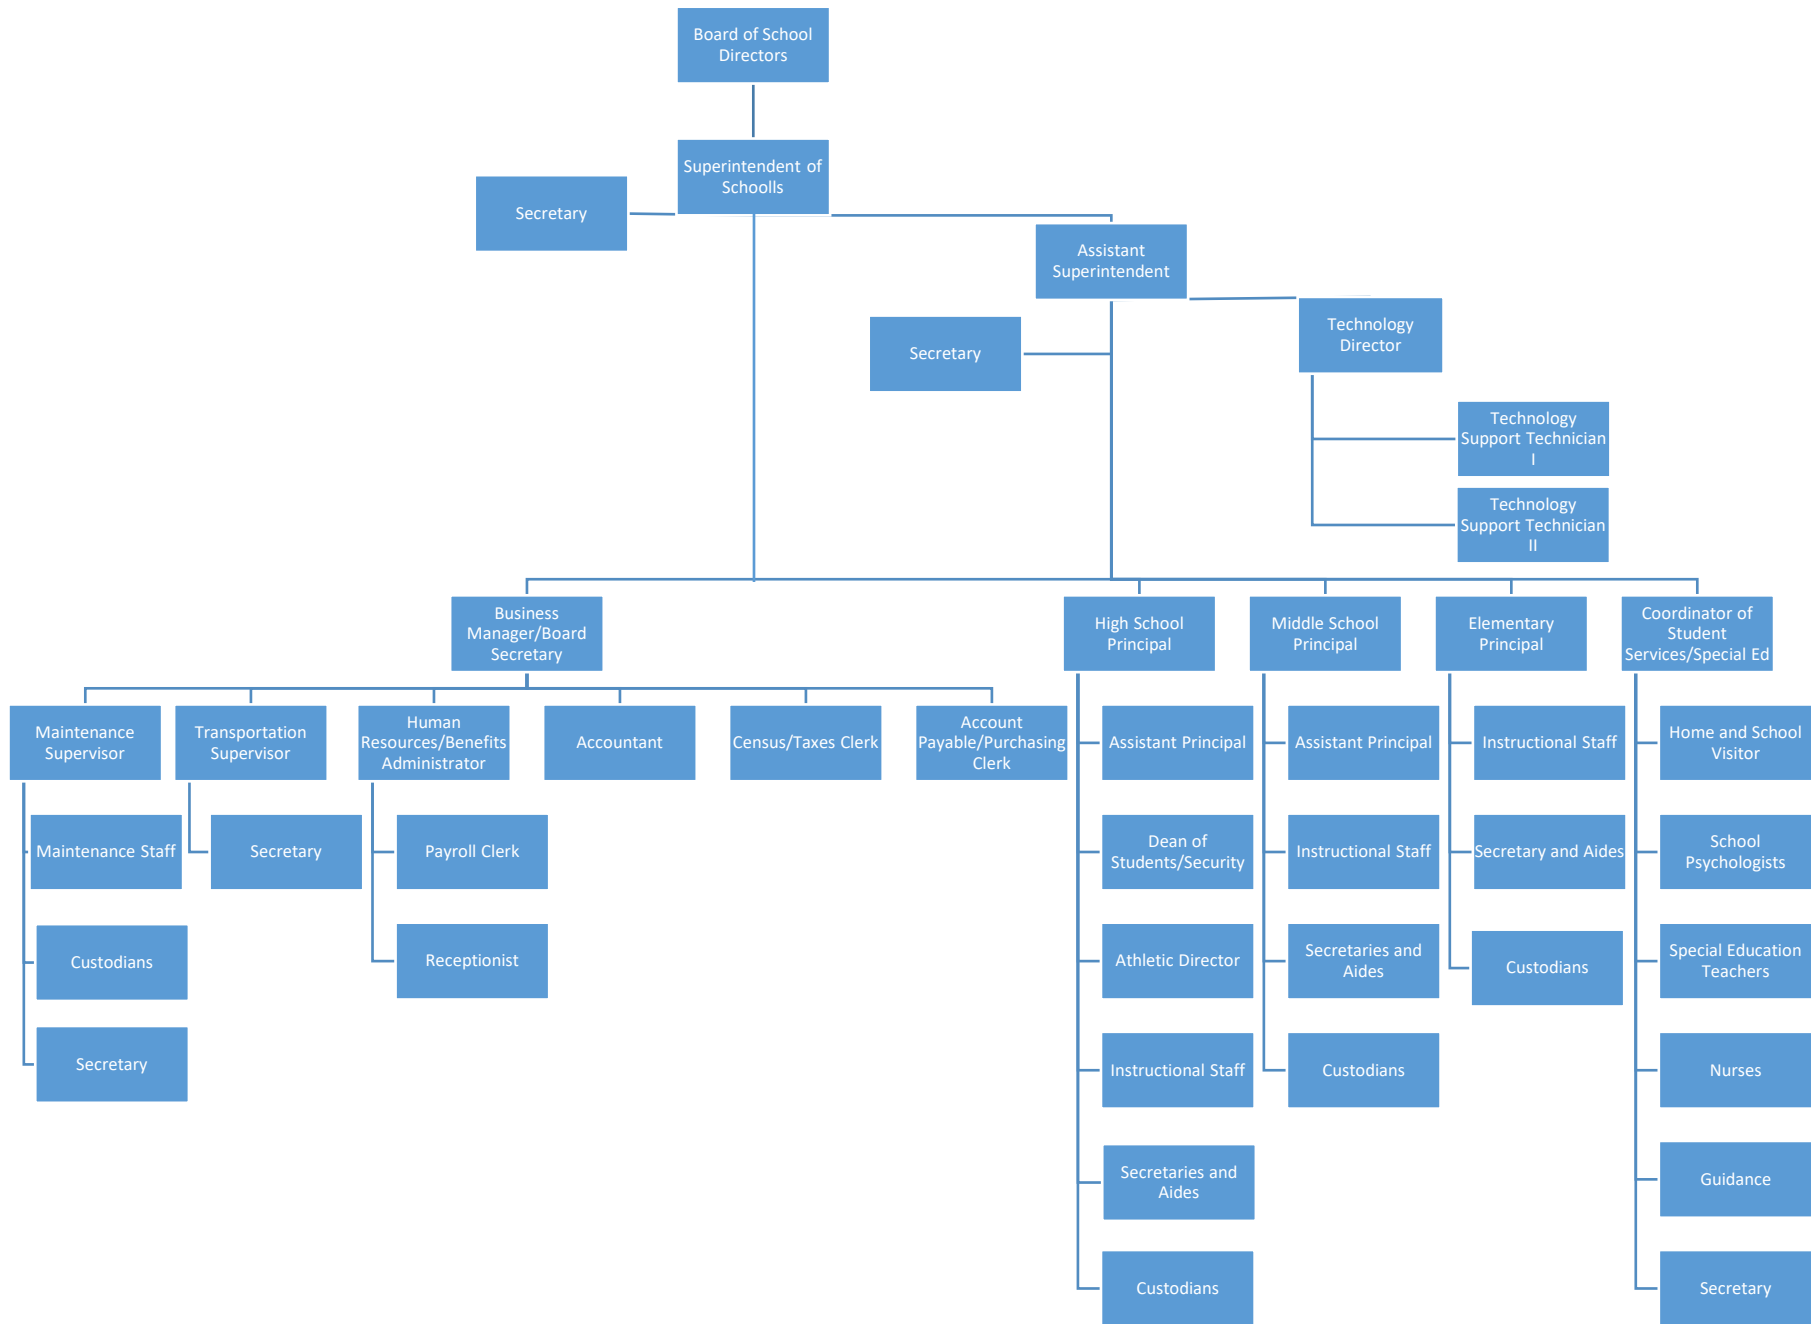 Board of School
Directors
Superintendent of
Schoolls
Secretary
Assistant
Superintendent
Secretary
Technology
Director
Technology
Support Technician
I
Technology
Support Technician
II
Business
Manager/Board
Secretary
High School
Principal
Middle School
Principal
Elementary
Principal
Coordinator of
Student
Services/Special Ed
Maintenance
Supervisor
Transportation
Supervisor
Human
Resources/Benefits
Administrator
Accountant
Census/Taxes Clerk
Account
Payable/Purchasing
Clerk
Assistant Principal
Assistant Principal
Instructional Staff
Home and School
Visitor
Maintenance Staff
Secretary
Payroll Clerk
Dean of
Students/Security
Instructional Staff
Secretary and Aides
School
Psychologists
Custodians
Receptionist
Athletic Director
Secretaries and
Aides
Custodians
Special Education
Teachers
Secretary
Instructional Staff
Custodians
Nurses
Secretaries and
Aides
Guidance
Custodians
Secretary